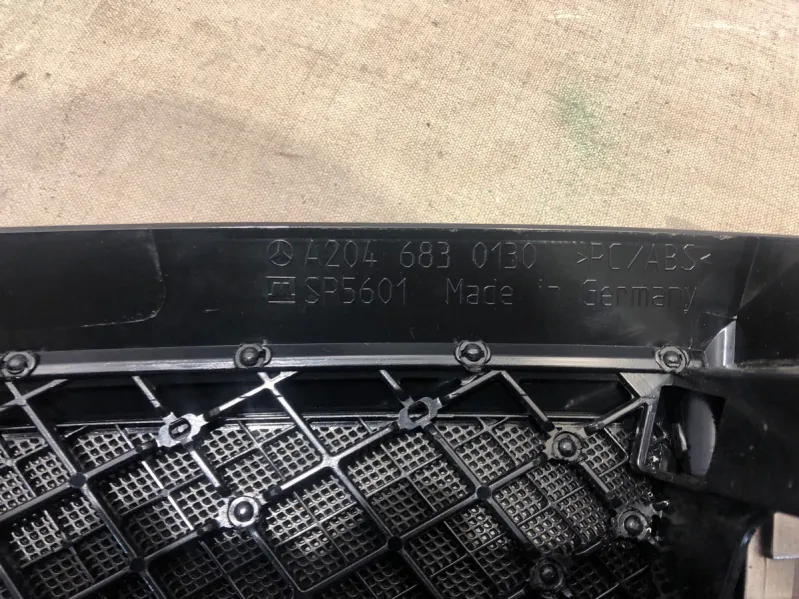 A204 683 0130 >PC/ABS<
SP5601 Made in Germany